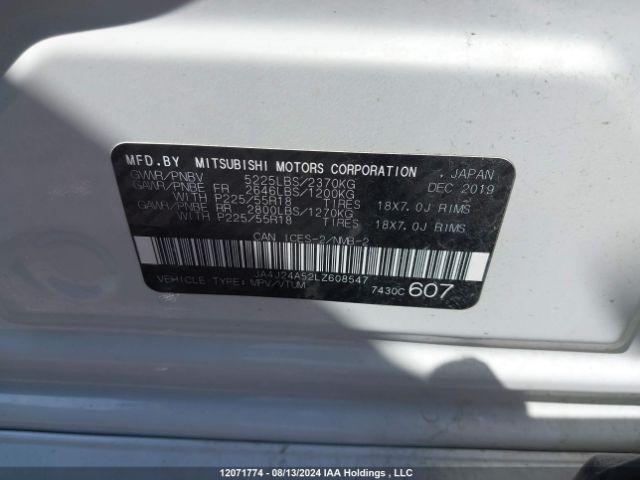 MFD.BY MITSUBISHI MOTORS CORPORATION , JAPAN
GVWR/PNBV 5225LBS/2370KG DEC 2019
GAWR/PNBE FR 2646LBS/1200KG
WITH P225/55R18 TIRES 18X7.0J RIMS
GAWR/PNBE RR 2800LBS/1270KG
WITH P225/55R18 TIRES 18X7.0J RIMS
CAN ICES-2/NMB-2
JA4J24A52LZ608547
VEHICLE TYPE: MPV/VTUM 7430C 607
12071774 - 08/13/2024 IAA Holdings , LLC